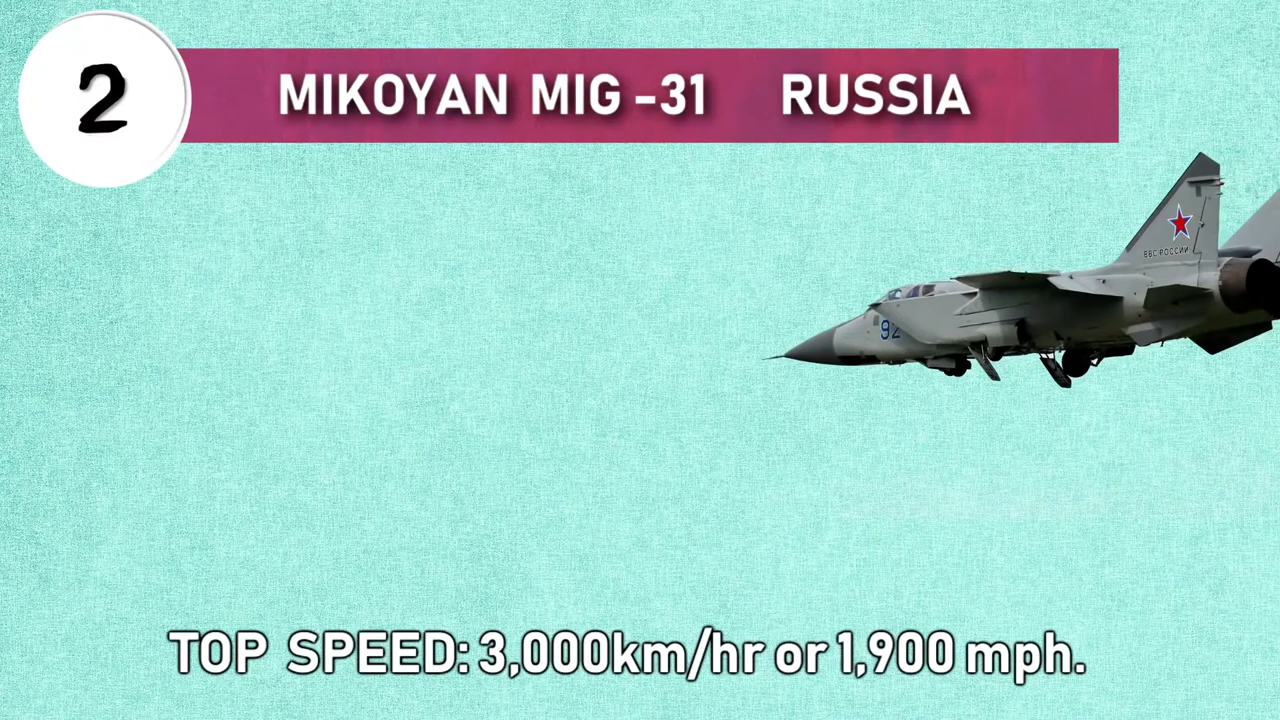 2
MIKOYAN MIG -31 RUSSIA
ВВС РОССИИ
92
TOP SPEED: 3,000km/hr or 1,900 mph.